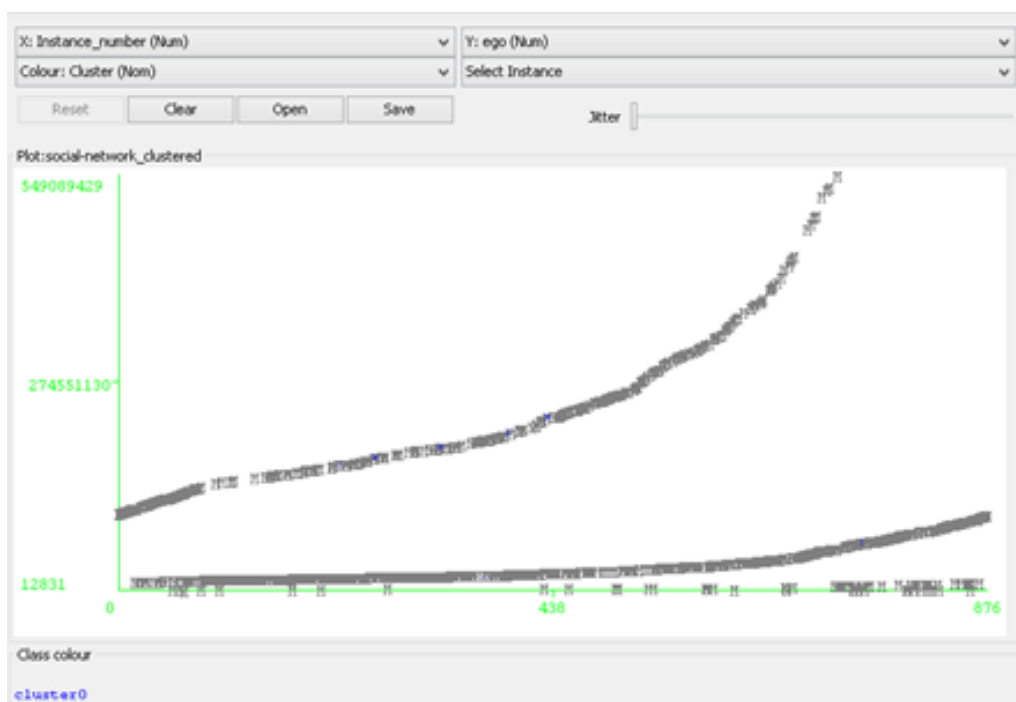 X: Instance_number (Num)
Y: ego (Num)
Colour: Cluster (Nom)
Select Instance
Reset
Clear
Open
Save
Jitter
Plot:social-network_clustered
549089429
274551130
12831
0
438
876
Class colour
cluster0